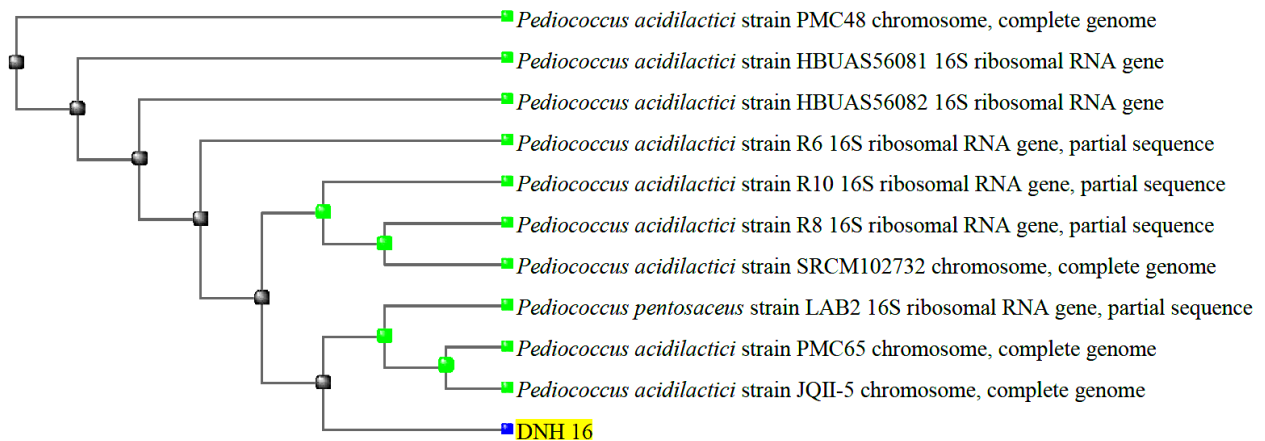 Pediococcus acidilactici strain PMC48 chromosome, complete genome
Pediococcus acidilactici strain HBUAS56081 16S ribosomal RNA gene
Pediococcus acidilactici strain HBUAS56082 16S ribosomal RNA gene
Pediococcus acidilactici strain R6 16S ribosomal RNA gene, partial sequence
Pediococcus acidilactici strain R10 16S ribosomal RNA gene, partial sequence
Pediococcus acidilactici strain R8 16S ribosomal RNA gene, partial sequence
Pediococcus acidilactici strain SRCM102732 chromosome, complete genome
Pediococcus pentosaceus strain LAB2 16S ribosomal RNA gene, partial sequence
Pediococcus acidilactici strain PMC65 chromosome, complete genome
Pediococcus acidilactici strain JQII-5 chromosome, complete genome
DNH 16